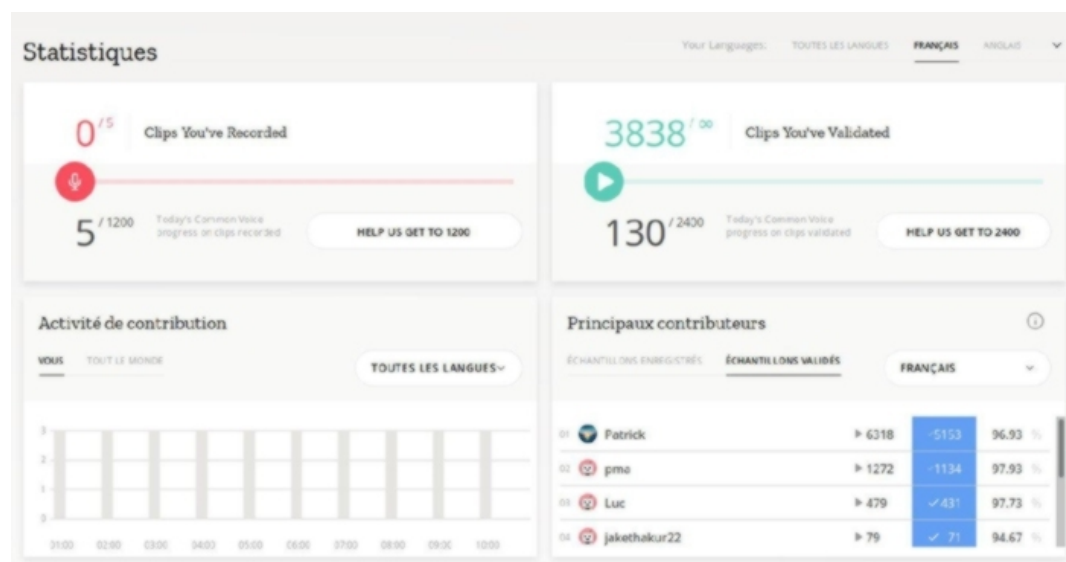 Statistiques
Your Languages: TOUTES LES LANGUES FRANÇAIS ANGLAIS
0 / 5 Clips You've Recorded
5 / 1200 Today's Common Voice
progress on clips recorded
HELP US GET TO 1200
3838 / ∞ Clips You've Validated
130 / 2400 Today's Common Voice
progress on clips validated
HELP US GET TO 2400
Activité de contribution
VOUS TOUT LE MONDE
TOUTES LES LANGUES
3
2
1
0
01:00 02:00 03:00 04:00 05:00 06:00 07:00 08:00 09:00 10:00
Principaux contributeurs
ÉCHANTILLONS ENREGISTRÉS ÉCHANTILLONS VALIDÉS
FRANÇAIS
01 Patrick 6318 5153 96.93 %
02 pma 1272 1134 97.93 %
03 Luc 479 431 97.73 %
04 jakethakur22 79 71 94.67 %